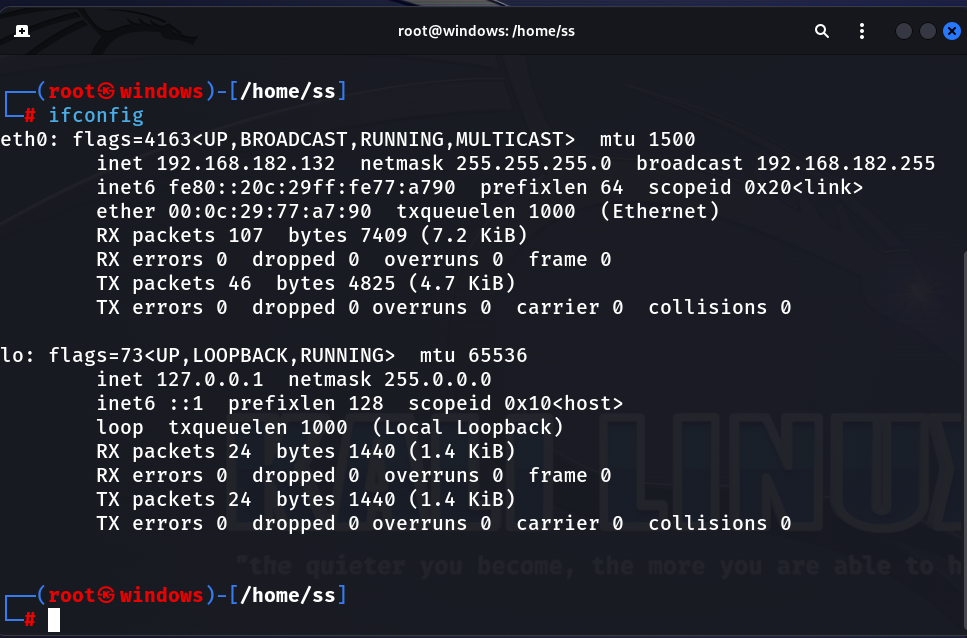 root@windows: /home/ss
┌──(root㉿windows)-[/home/ss]
└─# ifconfig
eth0: flags=4163<UP,BROADCAST,RUNNING,MULTICAST>  mtu 1500
        inet 192.168.182.132  netmask 255.255.255.0  broadcast 192.168.182.255
        inet6 fe80::20c:29ff:fe77:a790  prefixlen 64  scopeid 0x20<link>
        ether 00:0c:29:77:a7:90  txqueuelen 1000  (Ethernet)
        RX packets 107  bytes 7409 (7.2 KiB)
        RX errors 0  dropped 0  overruns 0  frame 0
        TX packets 46  bytes 4825 (4.7 KiB)
        TX errors 0  dropped 0 overruns 0  carrier 0  collisions 0

lo: flags=73<UP,LOOPBACK,RUNNING>  mtu 65536
        inet 127.0.0.1  netmask 255.0.0.0
        inet6 ::1  prefixlen 128  scopeid 0x10<host>
        loop  txqueuelen 1000  (Local Loopback)
        RX packets 24  bytes 1440 (1.4 KiB)
        RX errors 0  dropped 0  overruns 0  frame 0
        TX packets 24  bytes 1440 (1.4 KiB)
        TX errors 0  dropped 0 overruns 0  carrier 0  collisions 0
KALI LINUX
"the quieter you become, the more you are able to h
┌──(root㉿windows)-[/home/ss]
└─#